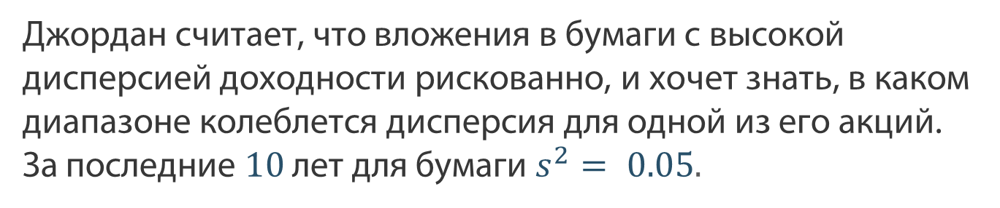 Джордан считает, что вложения в бумаги с высокой
дисперсией доходности рискованно, и хочет знать, в каком
диапазоне колеблется дисперсия для одной из его акций.
За последние 10 лет для бумаги s² = 0.05.